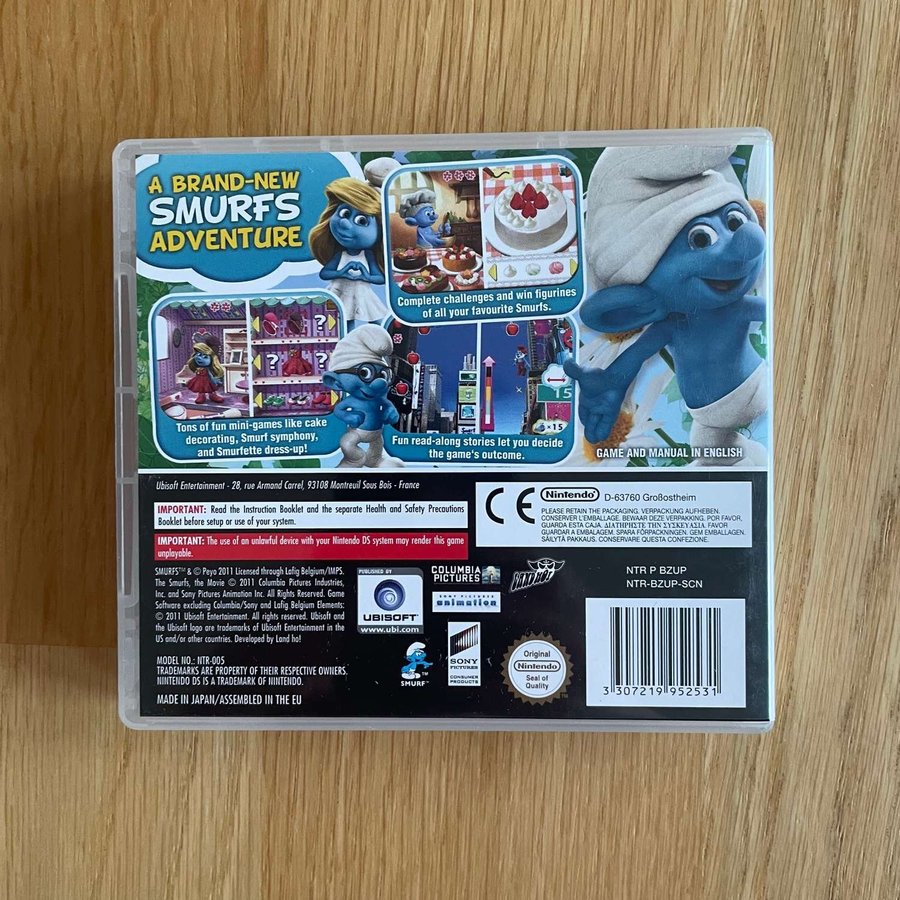 A BRAND-NEW
SMURFS
ADVENTURE
Complete challenges and win figurines
of all your favourite Smurfs.
Tons of fun mini-games like cake
decorating, Smurf symphony,
and Smurfette dress-up!
15
×15
Fun read-along stories let you decide
the game's outcome.
GAME AND MANUAL IN ENGLISH
Ubisoft Entertainment - 28, rue Armand Carrel, 93108 Montreuil Sous Bois - France
IMPORTANT: Read the Instruction Booklet and the separate Health and Safety Precautions
Booklet before setup or use of your system.
IMPORTANT: The use of an unlawful device with your Nintendo DS system may render this game
unplayable.
CE
Nintendo®
D-63760 Großostheim
PLEASE RETAIN THE PACKAGING. VERPACKUNG AUFHEBEN.
CONSERVER L'EMBALLAGE. BEWAAR DEZE VERPAKKING. POR FAVOR,
GUARDA ESTA CAJA. ΔΙΑΤΗΡΗΣΤΕ ΤΗΝ ΣΥΣΚΕΥΑΣΙΑ. FAVOR
GUARDAR A EMBALAGEM. SPARA FÖRPACKNINGEN. GEM EMBALLAGEN.
SÄILYTÄ PAKKAUS. CONSERVARE QUESTA CONFEZIONE.
SMURFS™ & © Peyo 2011 Licensed through Lafig Belgium/IMPS.
The Smurfs, the Movie © 2011 Columbia Pictures Industries,
Inc. and Sony Pictures Animation Inc. All Rights Reserved. Game
Software excluding Columbia/Sony and Lafig Belgium Elements:
© 2011 Ubisoft Entertainment. All rights reserved. Ubisoft and
the Ubisoft logo are trademarks of Ubisoft Entertainment in the
US and/or other countries. Developed by Land ho!
MODEL NO.: NTR-005
TRADEMARKS ARE PROPERTY OF THEIR RESPECTIVE OWNERS.
NINTENDO DS IS A TRADEMARK OF NINTENDO.
MADE IN JAPAN/ASSEMBLED IN THE EU
PUBLISHED BY
UBISOFT
www.ubi.com
COLUMBIA
PICTURES
SONY PICTURES
animation
LAND HO!
SMURF™
SONY
PICTURES
CONSUMER
PRODUCTS
Original
Nintendo
Seal of
Quality
NTR P BZUP
NTR-BZUP-SCN
3 307219 952531